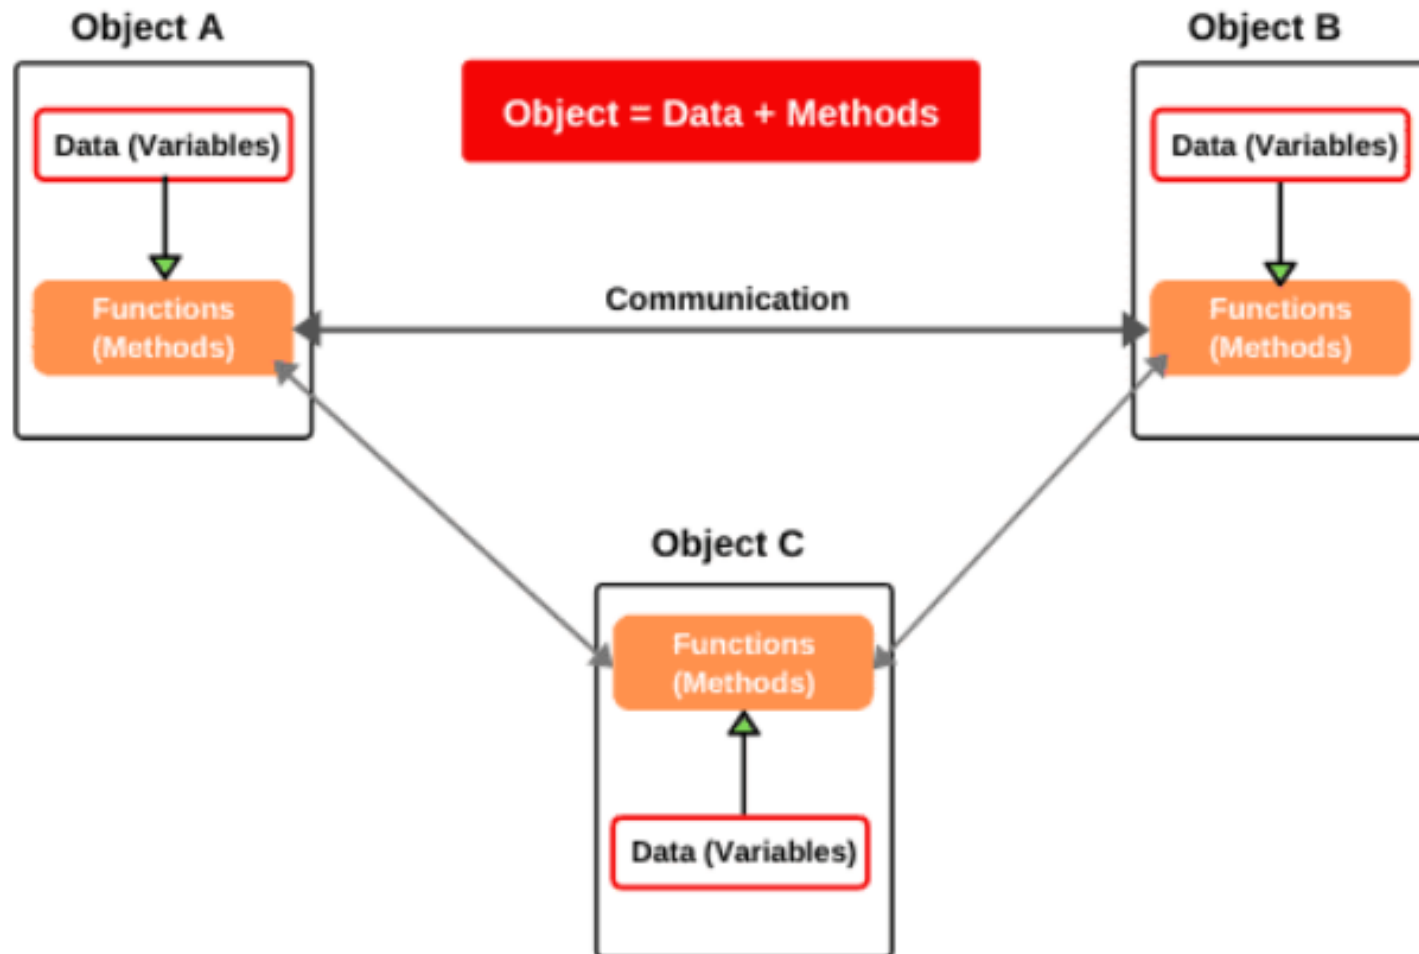 Object A
Object B
Object = Data + Methods
Data (Variables)
Data (Variables)
Functions
(Methods)
Communication
Functions
(Methods)
Object C
Functions
(Methods)
Data (Variables)